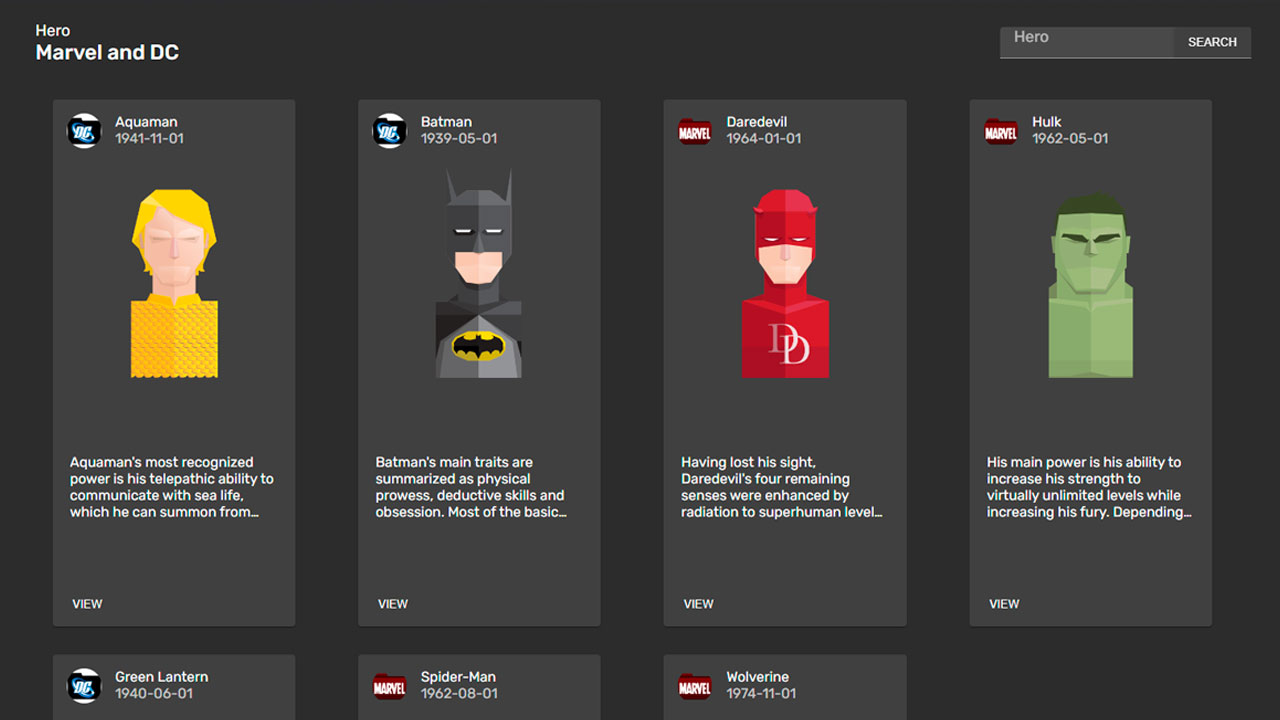 Hero
Marvel and DC
Hero
SEARCH
DC
Aquaman
1941-11-01
Aquaman's most recognized
power is his telepathic ability to
communicate with sea life,
which he can summon from…
VIEW
DC
Batman
1939-05-01
Batman's main traits are
summarized as physical
prowess, deductive skills and
obsession. Most of the basic…
VIEW
MARVEL
Daredevil
1964-01-01
DD
Having lost his sight,
Daredevil's four remaining
senses were enhanced by
radiation to superhuman level…
VIEW
MARVEL
Hulk
1962-05-01
His main power is his ability to
increase his strength to
virtually unlimited levels while
increasing his fury. Depending…
VIEW
DC
Green Lantern
1940-06-01
MARVEL
Spider-Man
1962-08-01
MARVEL
Wolverine
1974-11-01